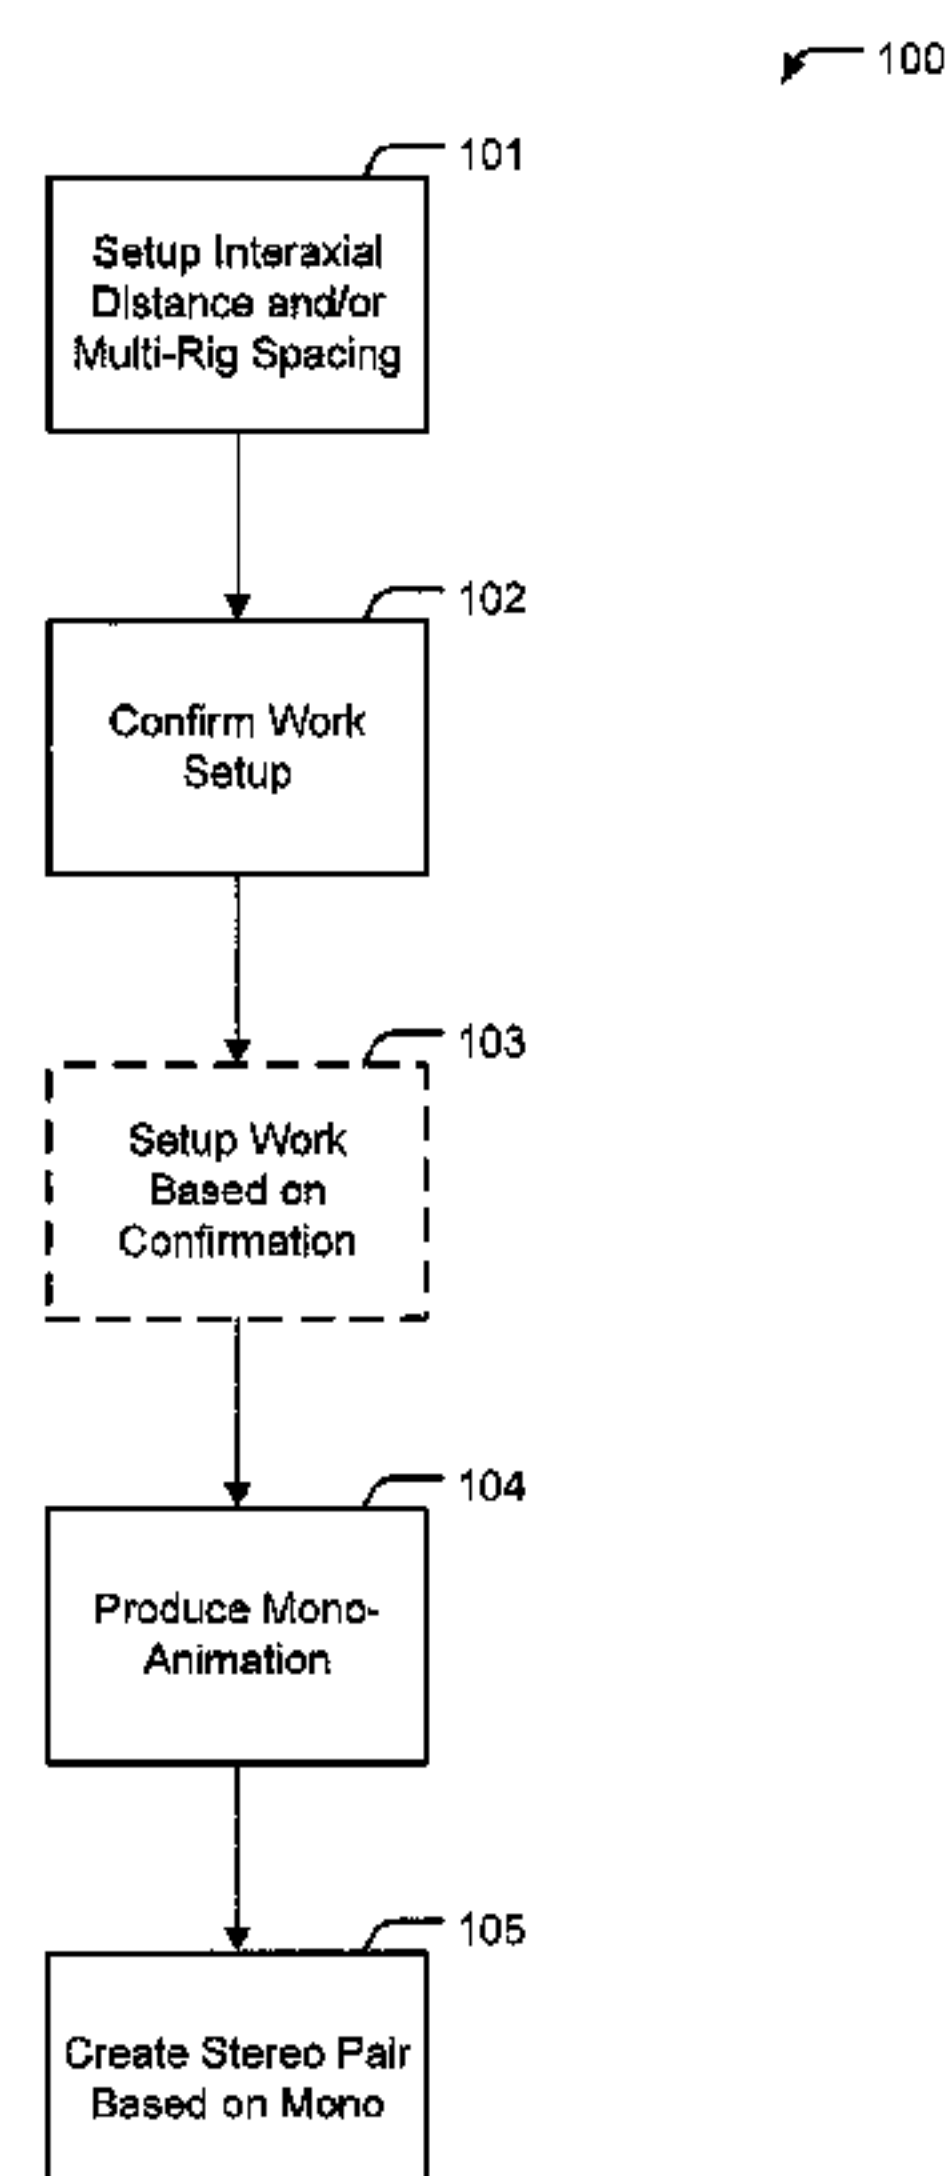 100
101
Setup Interaxial
Distance and/or
Multi-Rig Spacing
102
Confirm Work
Setup
103
Setup Work
Based on
Confirmation
104
Produce Mono-
Animation
105
Create Stereo Pair
Based on Mono